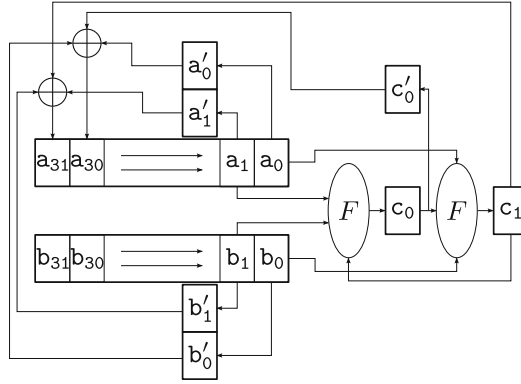 a′₀
a′₁
c′₀
a₃₁ a₃₀ a₁ a₀
F c₀ F c₁
b₃₁ b₃₀ b₁ b₀
b′₁
b′₀